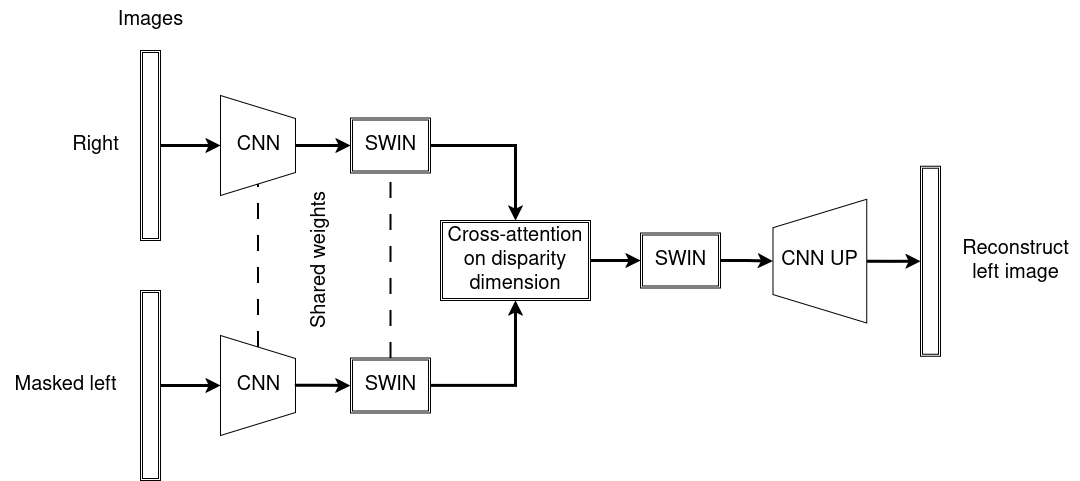 Images
Right
CNN
SWIN
Shared weights
Cross-attention
on disparity
dimension
SWIN
CNN UP
Reconstruct
left image
Masked left
CNN
SWIN